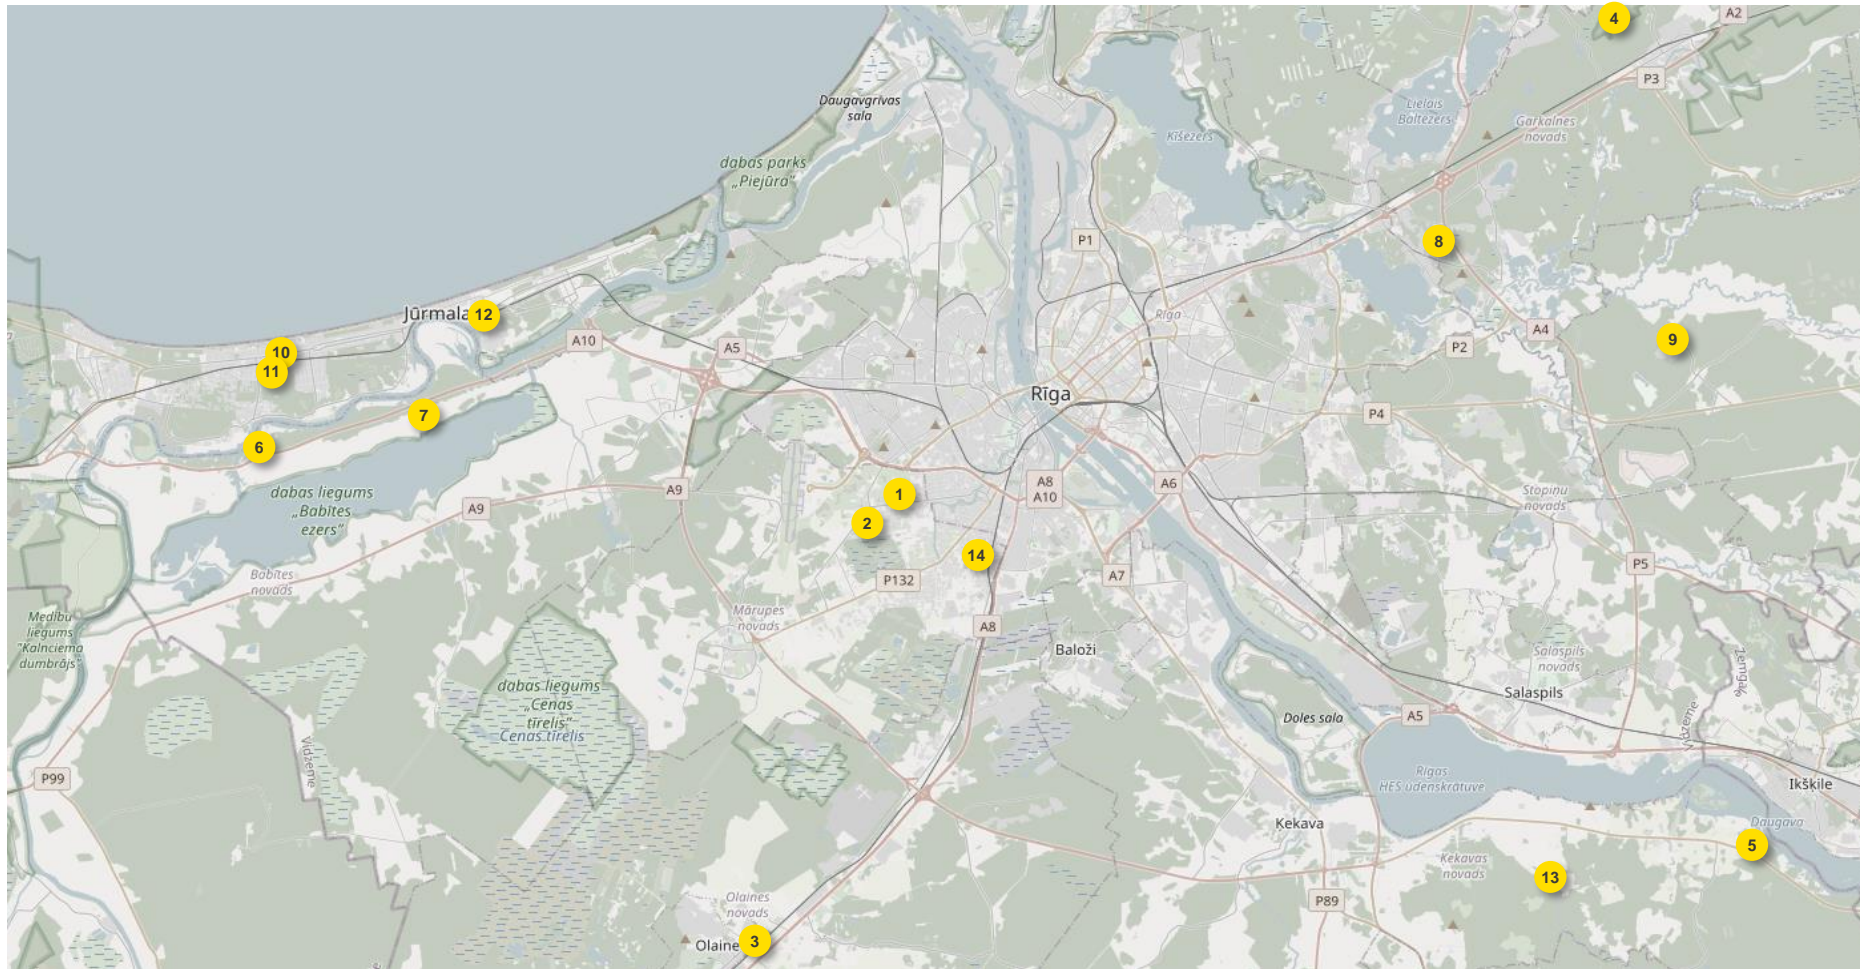 4
A2
P3
Daugavgrīvas
sala
Lielais
Baltezers
Garkalnes
novads
Ķīšezers
dabas parks
„Piejūra”
P1
8
Jūrmala
12
Rīga
A10
A5
A4
P2
9
10
11
Rīga
7
P4
6
dabas liegums
„Babītes
ezers”
A9
A9
1
A8
A10
A6
Stopiņu
novads
2
14
Babītes
novads
P132
A7
P5
Medību
liegums
"Kalnciema
dumbrājs
Mārupes
novads
A8
Baloži
Salaspils
novads
Zemgale
dabas liegums
„Cenas
tīrelis”
Cenas tīrelis
Salaspils
Doles sala
A5
Vidzeme
Vidzeme
P99
Rīgas
HES ūdenskrātuve
Ikšķile
Ķekava
Daugava
5
Ķekavas
novads
13
Olaines
novads
P89
Olaine
3